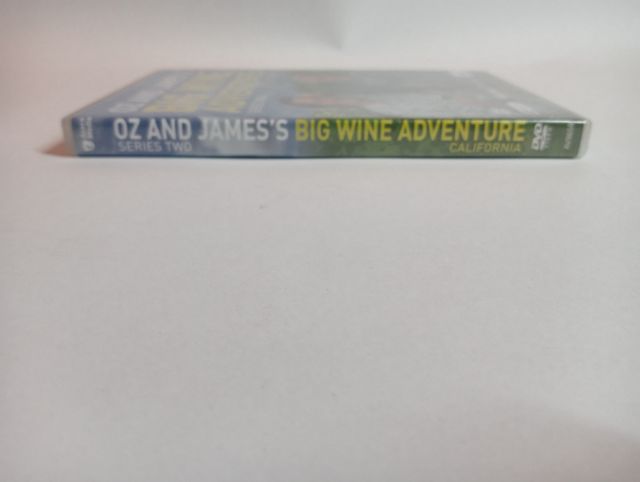 OZ AND JAMES'S BIG WINE ADVENTURE
SERIES TWO
CALIFORNIA
DVD